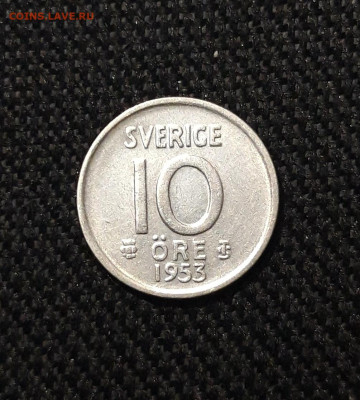 COINS.LAVE.RU
SVERIGE
10
ÖRE
1953